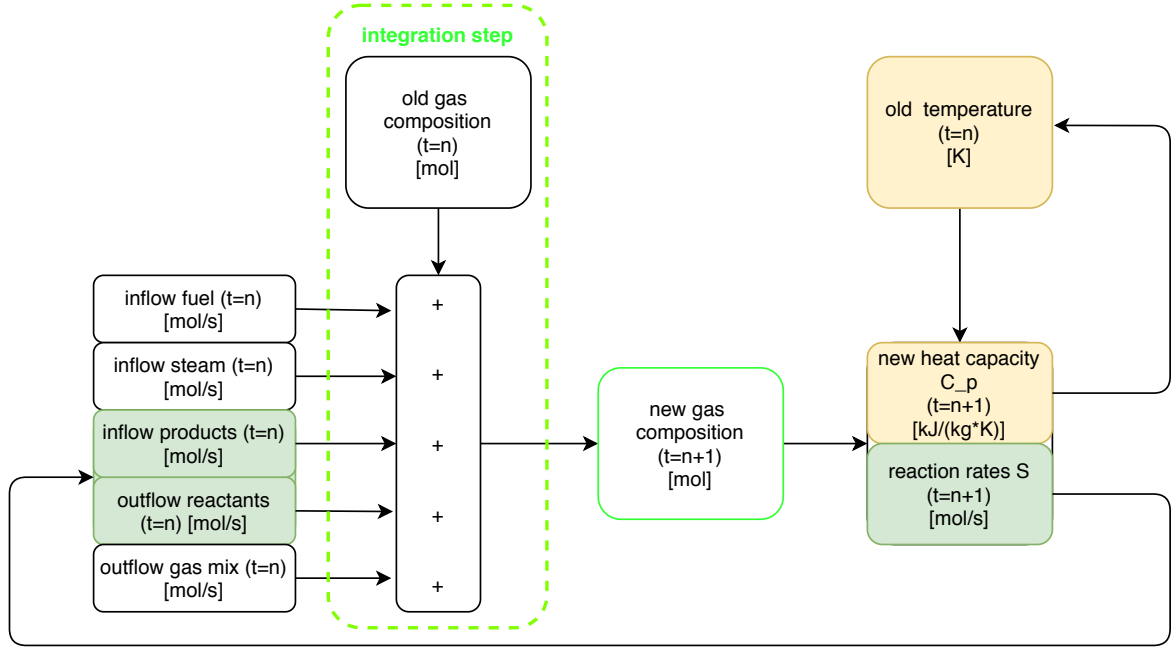 integration step
old gas
composition
(t=n)
[mol]
old temperature
(t=n)
[K]
inflow fuel (t=n)
[mol/s]
inflow steam (t=n)
[mol/s]
inflow products (t=n)
[mol/s]
outflow reactants
(t=n) [mol/s]
outflow gas mix (t=n)
[mol/s]
+
+
+
+
+
new gas
composition
(t=n+1)
[mol]
new heat capacity
C_p
(t=n+1)
[kJ/(kg*K)]
reaction rates S
(t=n+1)
[mol/s]